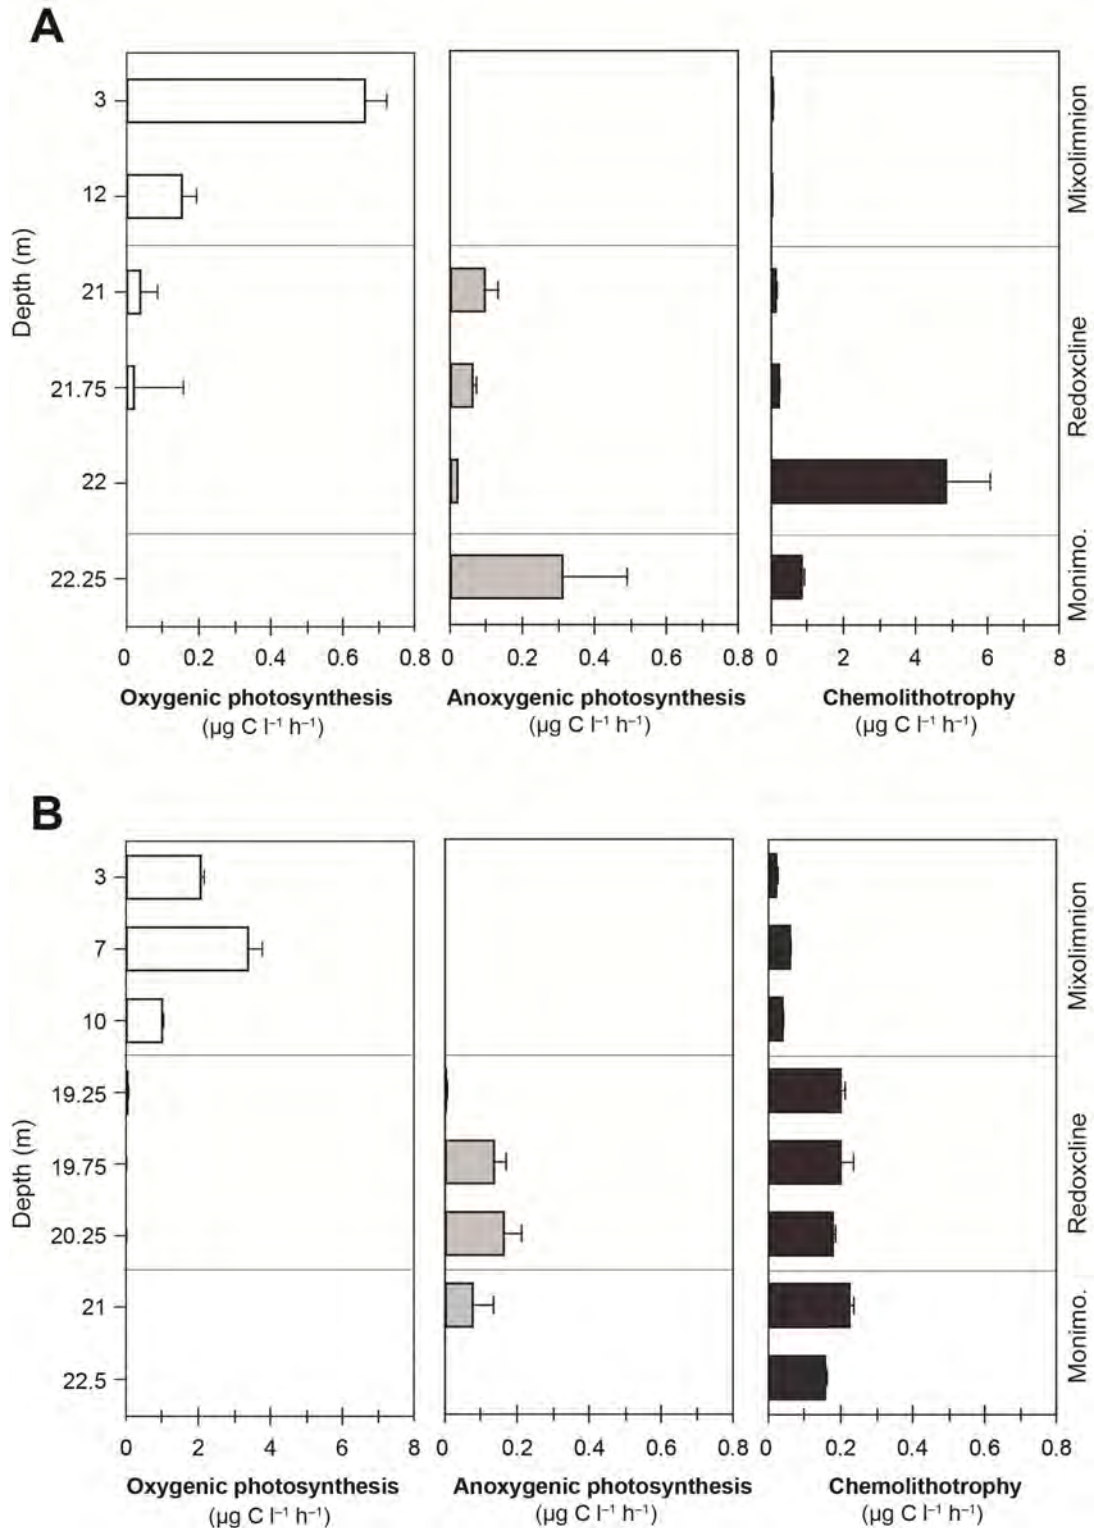 A
Depth (m)
3
12
21
21.75
22
22.25
Mixolimnion
Redoxcline
Monimo.
0 0.2 0.4 0.6 0.8
0 0.2 0.4 0.6 0.8
0 2 4 6 8
Oxygenic photosynthesis
(µg C l⁻¹ h⁻¹)
Anoxygenic photosynthesis
(µg C l⁻¹ h⁻¹)
Chemolithotrophy
(µg C l⁻¹ h⁻¹)
B
Depth (m)
3
7
10
19.25
19.75
20.25
21
22.5
Mixolimnion
Redoxcline
Monimo.
0 2 4 6 8
0 0.2 0.4 0.6 0.8
0 0.2 0.4 0.6 0.8
Oxygenic photosynthesis
(µg C l⁻¹ h⁻¹)
Anoxygenic photosynthesis
(µg C l⁻¹ h⁻¹)
Chemolithotrophy
(µg C l⁻¹ h⁻¹)